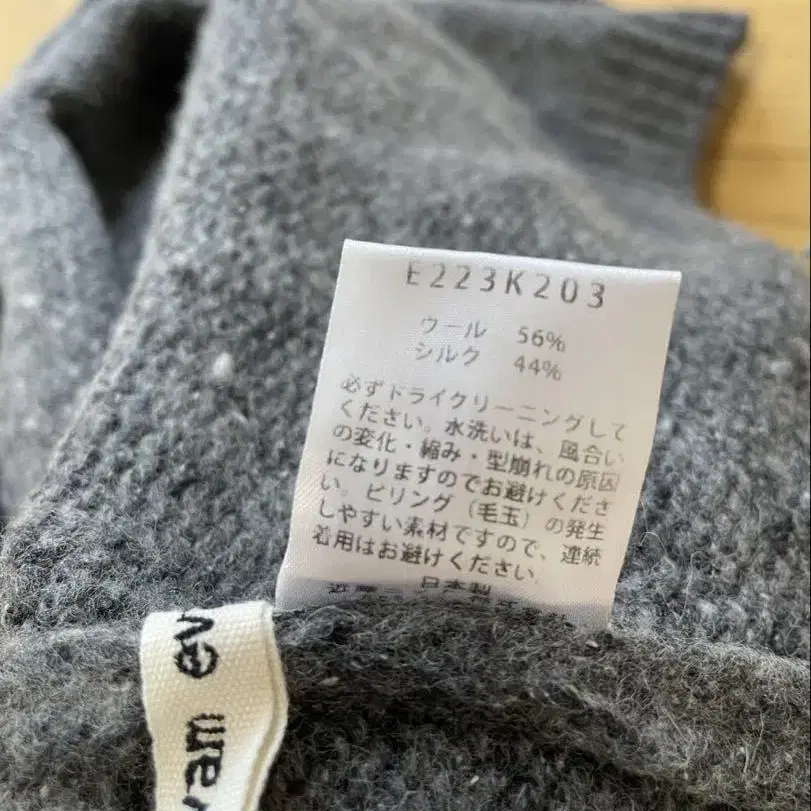 E223K203
ウール 56%
シルク 44%
必ずドライクリーニングして
ください。水洗いは、風合い
の変化・縮み・型崩れの原因
になりますのでお避けくださ
い。ピリング（毛玉）の発生
しやすい素材ですので、連続
着用はお避けください。
日本製